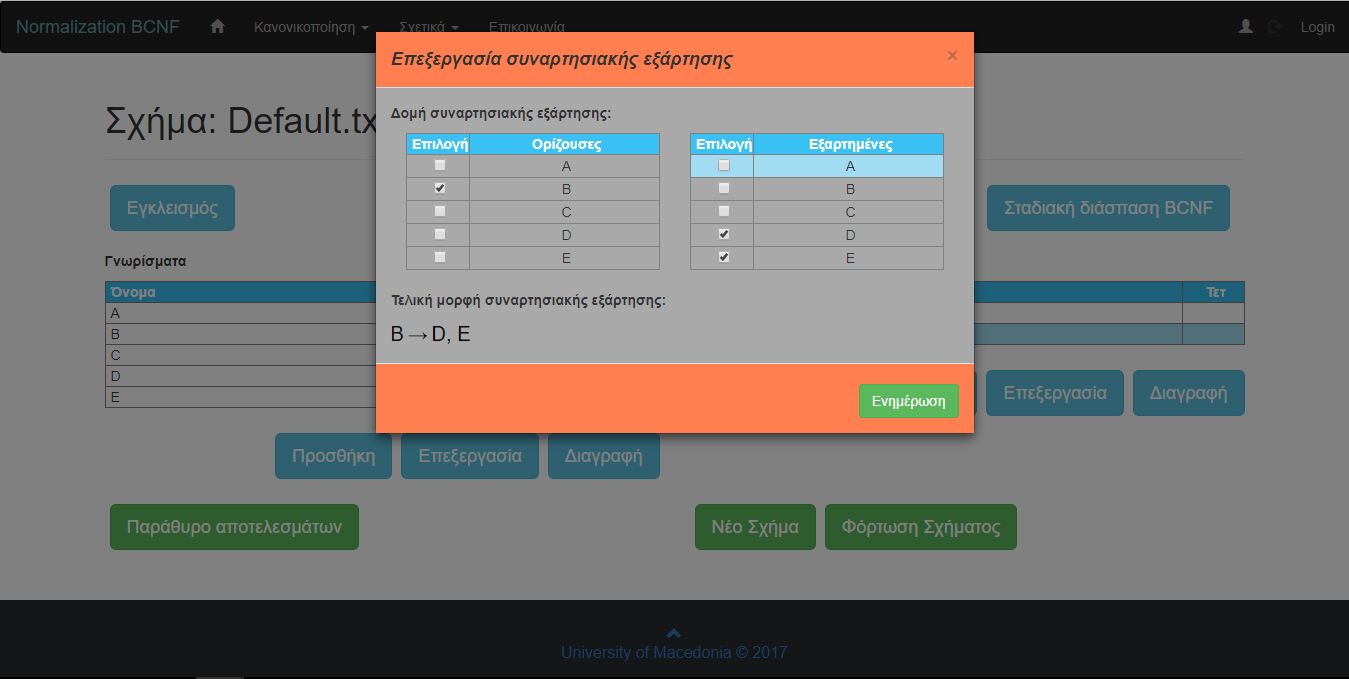 Normalization BCNF Κανονικοποίηση Σχετικά Επικοινωνία Login
Επεξεργασία συναρτησιακής εξάρτησης ×
Σχήμα: Default.tx
Δομή συναρτησιακής εξάρτησης:
Επιλογή Ορίζουσες Επιλογή Εξαρτημένες
A A
B B
C C
D D
E E
Εγκλεισμός Σταδιακή διάσπαση BCNF
Γνωρίσματα
Όνομα Τετ
A
B
C
D
E
Τελική μορφή συναρτησιακής εξάρτησης:
B → D, E
Ενημέρωση
Επεξεργασία Διαγραφή
Προσθήκη Επεξεργασία Διαγραφή
Παράθυρο αποτελεσμάτων Νέο Σχήμα Φόρτωση Σχήματος
University of Macedonia © 2017